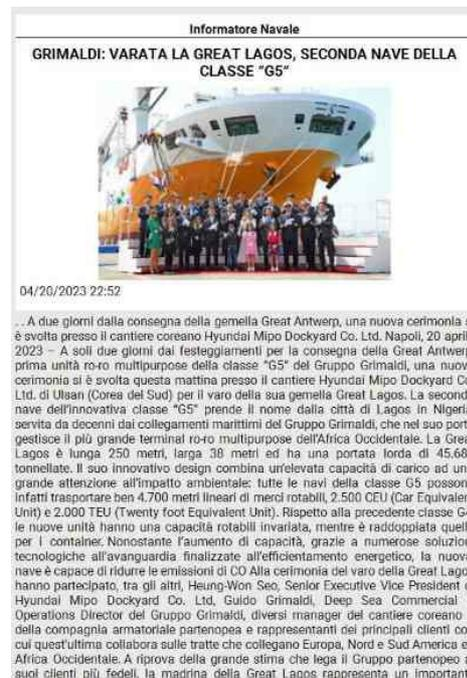 Informatore Navale
GRIMALDI: VARATA LA GREAT LAGOS, SECONDA NAVE DELLA
CLASSE "G5"
04/20/2023 22:52
. . A due giorni dalla consegna della gemella Great Antwerp, una nuova cerimonia s
è svolta presso il cantiere coreano Hyundai Mipo Dockyard Co. Ltd. Napoli, 20 april
2023 – A soli due giorni dai festeggiamenti per la consegna della Great Antwerp
prima unità ro-ro multipurpose della classe "G5" del Gruppo Grimaldi, una nuov
cerimonia si è svolta questa mattina presso il cantiere Hyundai Mipo Dockyard Co
Ltd. di Ulsan (Corea del Sud) per il varo della sua gemella Great Lagos. La second
nave dell'innovativa classe "G5" prende il nome dalla città di Lagos in Nigeria
servita da decenni dai collegamenti marittimi del Gruppo Grimaldi, che nel suo port
gestisce il più grande terminal ro-ro multipurpose dell'Africa Occidentale. La Grea
Lagos è lunga 250 metri, larga 38 metri ed ha una portata lorda di 45.68
tonnellate. Il suo innovativo design combina un'elevata capacità di carico ad un
grande attenzione all'impatto ambientale: tutte le navi della classe G5 posson
infatti trasportare ben 4.700 metri lineari di merci rotabili, 2.500 CEU (Car Equivalen
Unit) e 2.000 TEU (Twenty foot Equivalent Unit). Rispetto alla precedente classe G4
le nuove unità hanno una capacità rotabili invariata, mentre è raddoppiata quell
per i container. Nonostante l'aumento di capacità, grazie a numerose soluzion
tecnologiche all'avanguardia finalizzate all'efficientamento energetico, la nuov
nave è capace di ridurre le emissioni di CO Alla cerimonia del varo della Great Lago
hanno partecipato, tra gli altri, Heung-Won Seo, Senior Executive Vice President d
Hyundai Mipo Dockyard Co. Ltd, Guido Grimaldi, Deep Sea Commercial
Operations Director del Gruppo Grimaldi, diversi manager del cantiere coreano
della compagnia armatoriale partenopea e rappresentanti dei principali clienti co
cui quest'ultima collabora sulle tratte che collegano Europa, Nord e Sud America e
Africa Occidentale. A riprova della grande stima che lega il Gruppo partenopeo a
suoi clienti più fedeli, la madrina della Great Lagos rappresenta un important